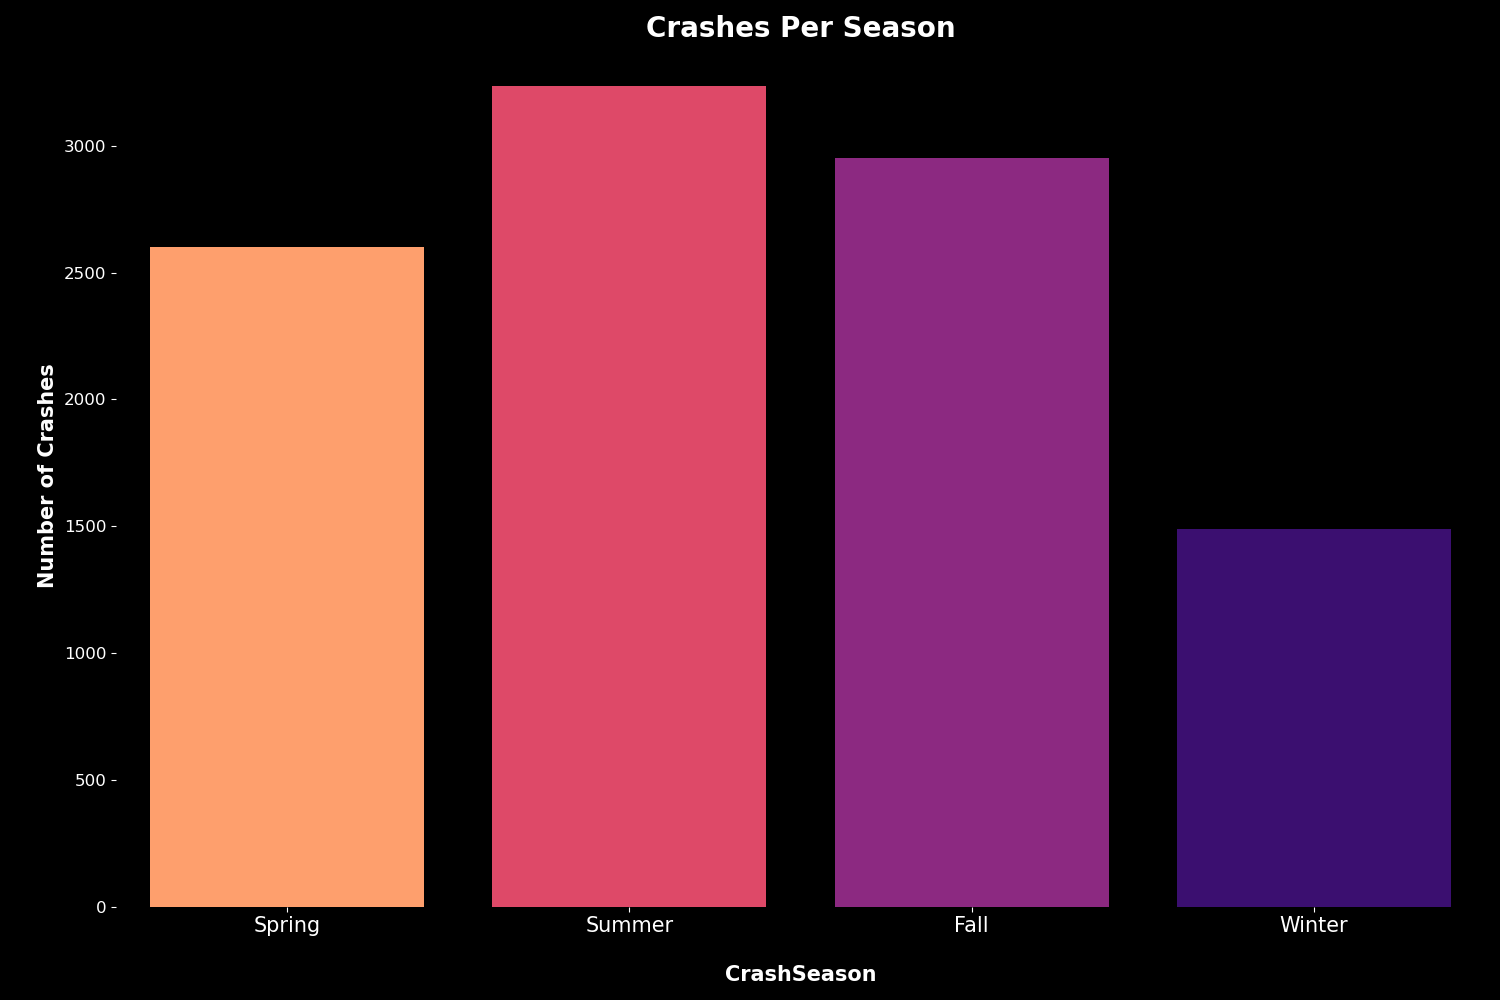 Crashes Per Season
Number of Crashes
3000
2500
2000
1500
1000
500
0
Spring
Summer
Fall
Winter
CrashSeason